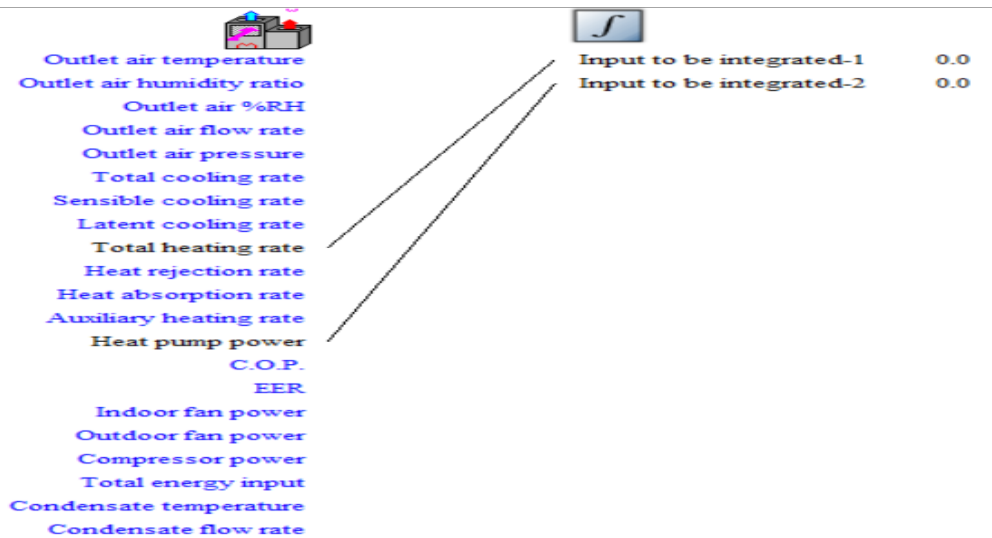 Outlet air temperature
Outlet air humidity ratio
Outlet air %RH
Outlet air flow rate
Outlet air pressure
Total cooling rate
Sensible cooling rate
Latent cooling rate
Total heating rate
Heat rejection rate
Heat absorption rate
Auxiliary heating rate
Heat pump power
C.O.P.
EER
Indoor fan power
Outdoor fan power
Compressor power
Total energy input
Condensate temperature
Condensate flow rate
∫
Input to be integrated-1 0.0
Input to be integrated-2 0.0